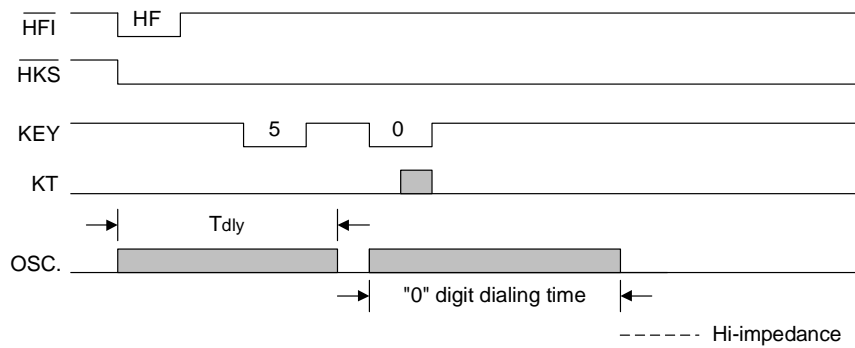 HFI HF
HKS
KEY 5 0
KT
Tdly
OSC.
"0" digit dialing time
Hi-impedance